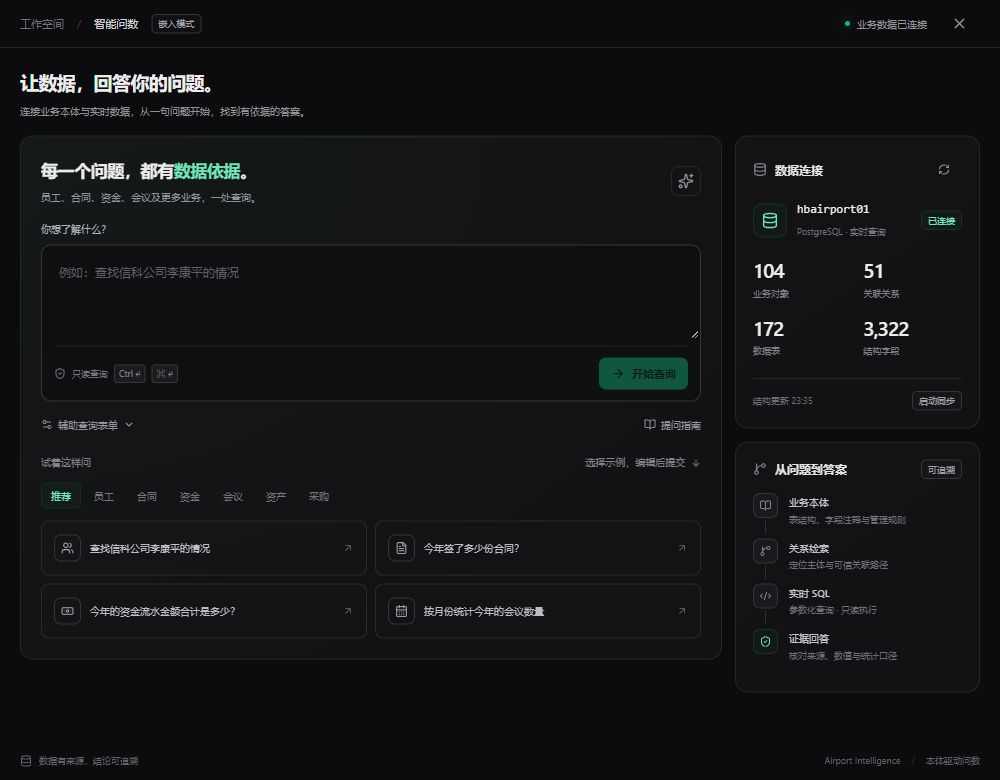 工作空间 / 智能问数 嵌入模式
业务数据已连接
让数据，回答你的问题。
连接业务本体与实时数据，从一句问题开始，找到有依据的答案。
每一个问题，都有数据依据。
员工、合同、资金、会议及更多业务，一处查询。
你想了解什么？
例如：查找信科公司李康平的情况
只读查询 Ctrl ↵ ⌘ ↵
开始查询
辅助查询表单
提问指南
试着这样问
选择示例，编辑后提交 ↓
推荐 员工 合同 资金 会议 资产 采购
查找信科公司李康平的情况
今年签了多少份合同？
今年的资金流水金额合计是多少？
按月份统计今年的会议数量
数据连接
hbairport01
PostgreSQL · 实时查询
已连接
104 51
业务对象 关联关系
172 3,322
数据表 结构字段
结构更新 23:35
启动同步
从问题到答案
可追溯
业务本体
表结构、字段注释与管理规则
关系检索
定位主体与可信关联路径
实时 SQL
参数化查询 · 只读执行
证据回答
核对来源、数值与统计口径
数据有来源，结论可追溯
Airport Intelligence / 本体驱动问数